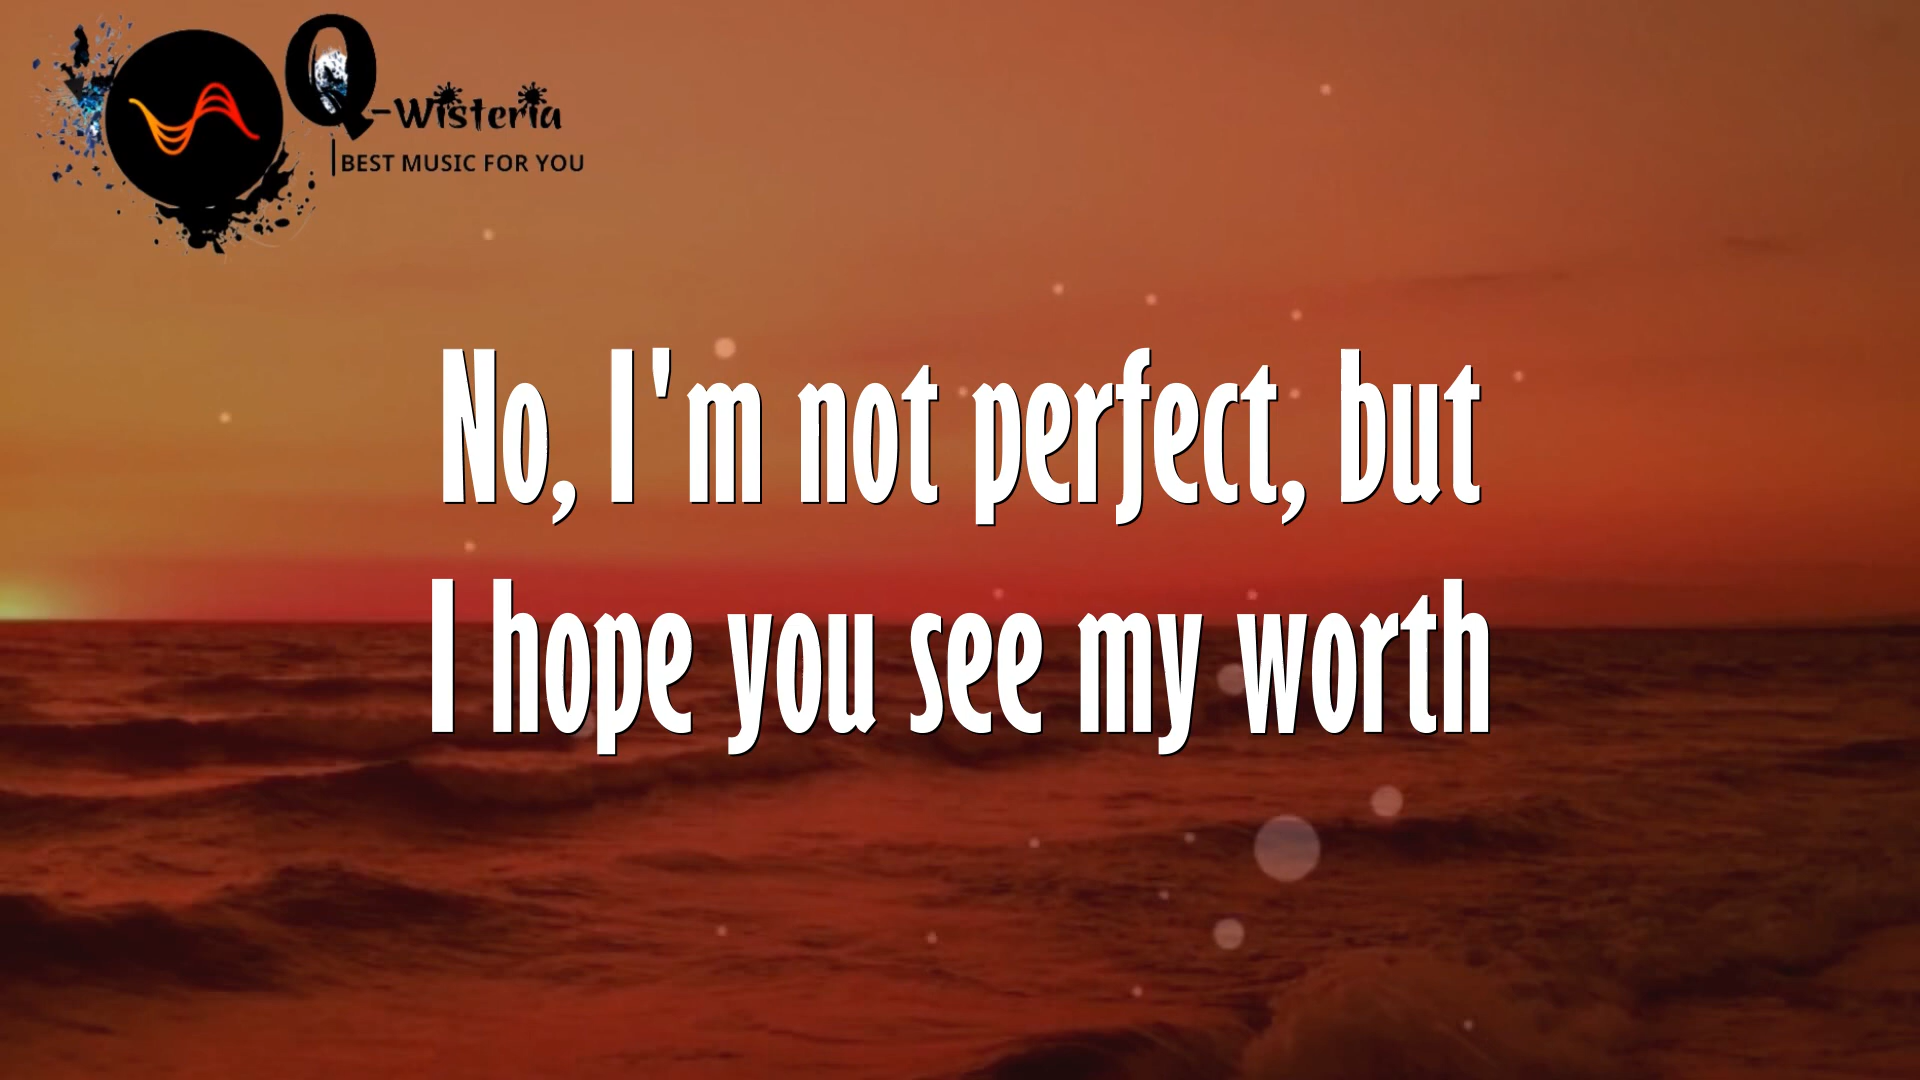 Q-Wisteria
BEST MUSIC FOR YOU
No, I'm not perfect, but
I hope you see my worth